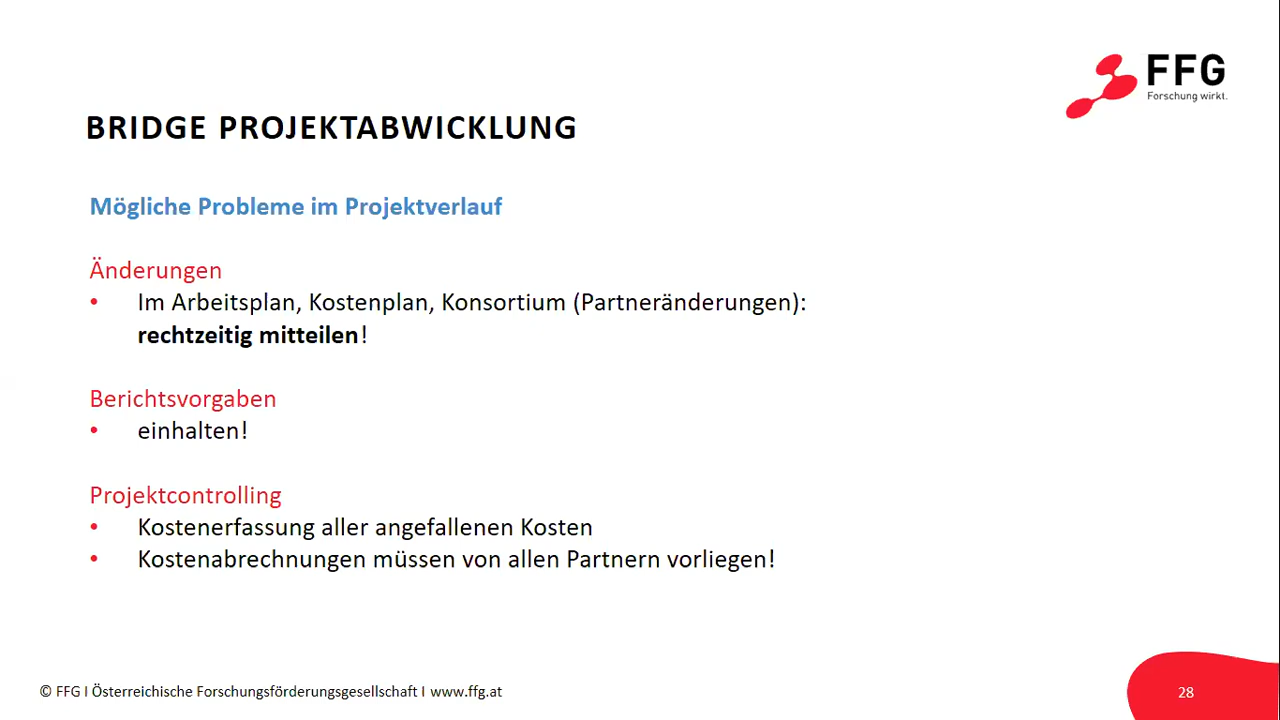 FFG
Forschung wirkt.
BRIDGE PROJEKTABWICKLUNG
Mögliche Probleme im Projektverlauf
Änderungen
• Im Arbeitsplan, Kostenplan, Konsortium (Partneränderungen):
rechtzeitig mitteilen!
Berichtsvorgaben
• einhalten!
Projektcontrolling
• Kostenerfassung aller angefallenen Kosten
• Kostenabrechnungen müssen von allen Partnern vorliegen!
© FFG I Österreichische Forschungsförderungsgesellschaft I www.ffg.at
28